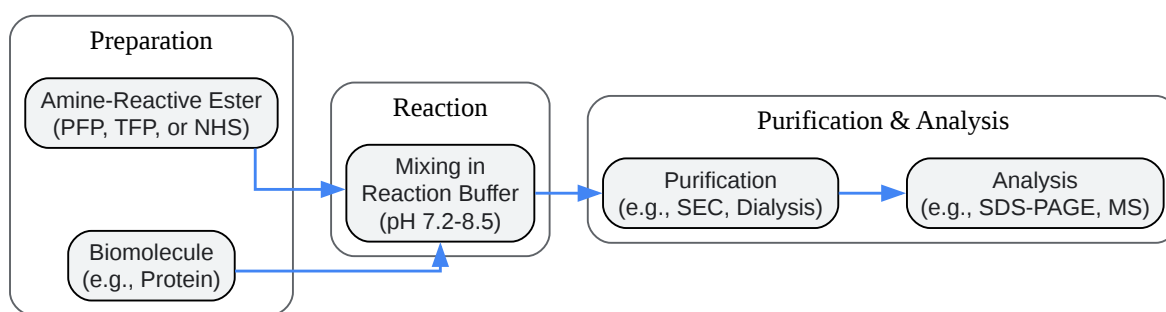 Preparation
Amine-Reactive Ester
(PFP, TFP, or NHS)
Biomolecule
(e.g., Protein)
Reaction
Mixing in
Reaction Buffer
(pH 7.2-8.5)
Purification & Analysis
Purification
(e.g., SEC, Dialysis)
Analysis
(e.g., SDS-PAGE, MS)